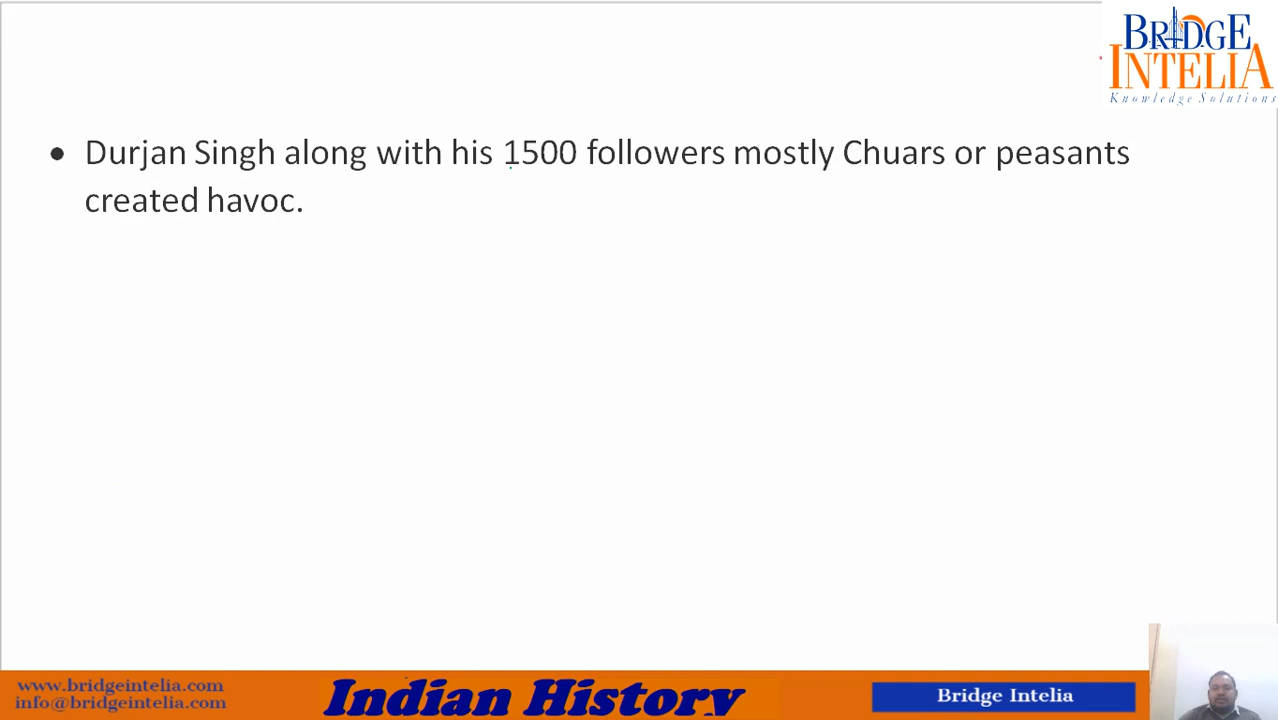 BRIDGE
INTELIA
Knowledge Solutions
• Durjan Singh along with his 1500 followers mostly Chuars or peasants
created havoc.
www.bridgeintelia.com
info@bridgeintelia.com
Indian History
Bridge Intelia